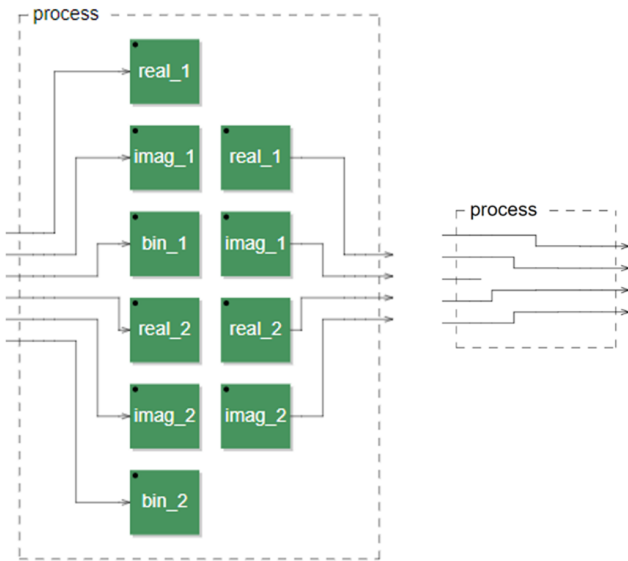 process
real_1
imag_1 real_1
bin_1 imag_1
process
real_2 real_2
imag_2 imag_2
bin_2